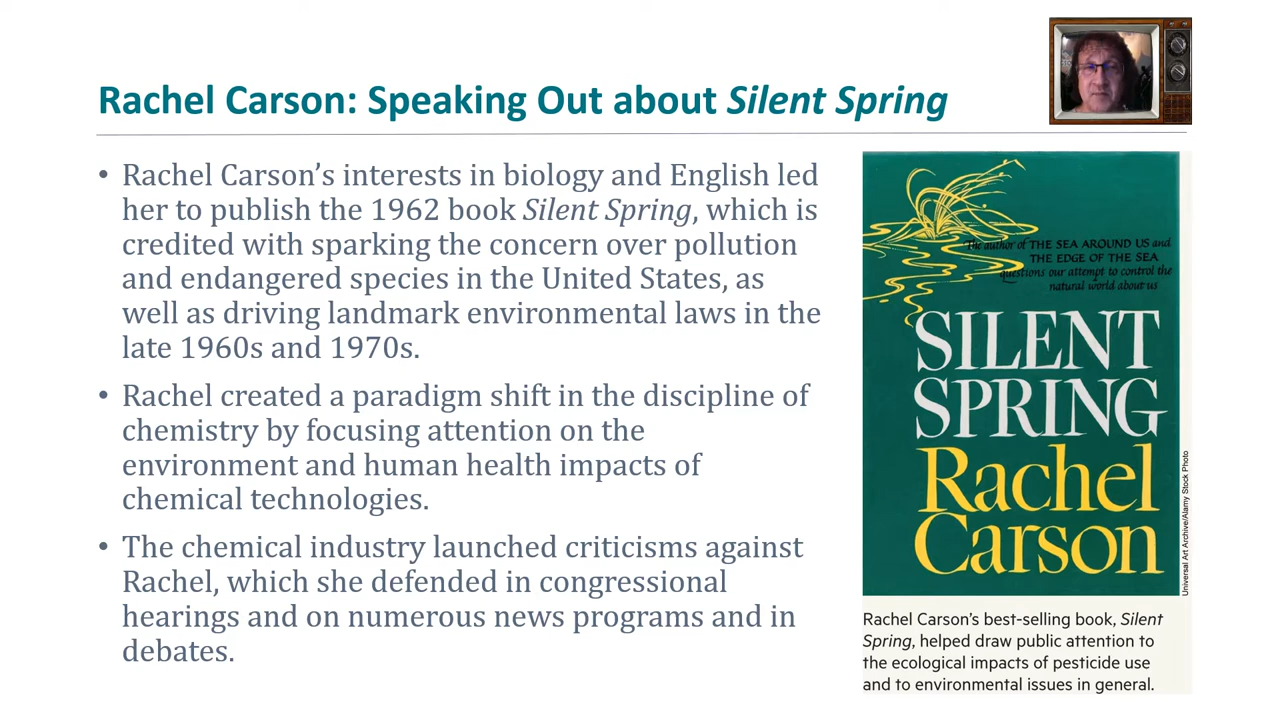 Rachel Carson: Speaking Out about Silent Spring
• Rachel Carson’s interests in biology and English led
her to publish the 1962 book Silent Spring, which is
credited with sparking the concern over pollution
and endangered species in the United States, as
well as driving landmark environmental laws in the
late 1960s and 1970s.
• Rachel created a paradigm shift in the discipline of
chemistry by focusing attention on the
environment and human health impacts of
chemical technologies.
• The chemical industry launched criticisms against
Rachel, which she defended in congressional
hearings and on numerous news programs and in
debates.
The author of THE SEA AROUND US and
THE EDGE OF THE SEA
questions our attempt to control the
natural world about us
SILENT
SPRING
Rachel
Carson
Universal Art Archive/Alamy Stock Photo
Rachel Carson’s best-selling book, Silent
Spring, helped draw public attention to
the ecological impacts of pesticide use
and to environmental issues in general.